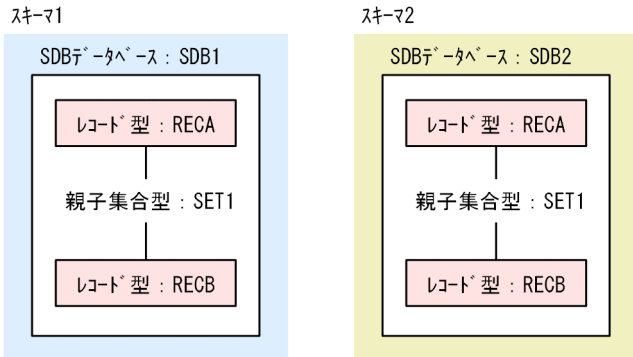 ｽｷｰﾏ1
SDBﾃﾞｰﾀﾍﾞｰｽ : SDB1
ﾚｺｰﾄﾞ型 : RECA
親子集合型 : SET1
ﾚｺｰﾄﾞ型 : RECB
ｽｷｰﾏ2
SDBﾃﾞｰﾀﾍﾞｰｽ : SDB2
ﾚｺｰﾄﾞ型 : RECA
親子集合型 : SET1
ﾚｺｰﾄﾞ型 : RECB